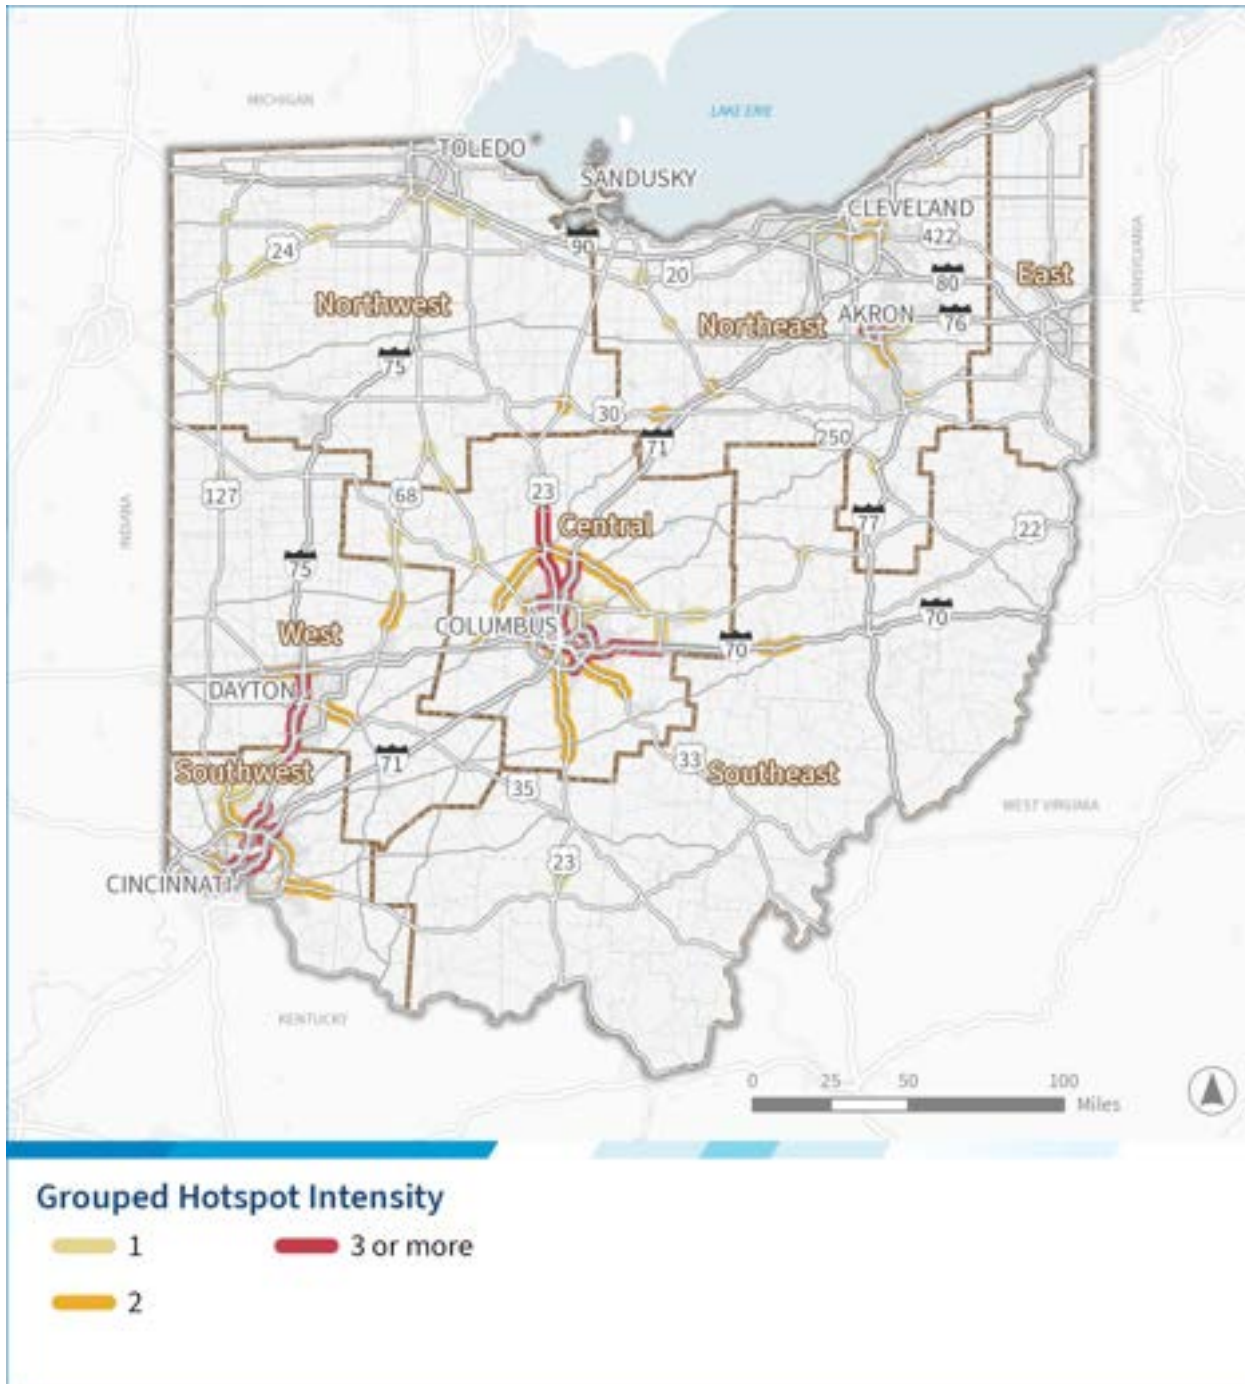 MICHIGAN
LAKE ERIE
TOLEDO
SANDUSKY
CLEVELAND
90
24
20
422
80
East
PENNSYLVANIA
Northwest
Northeast
AKRON
76
75
30
71
250
127
68
23
Central
77
22
INDIANA
75
West
COLUMBUS
70
70
DAYTON
71
33
Southwest
Southeast
35
WEST VIRGINIA
23
CINCINNATI
KENTUCKY
0 25 50 100
Miles
Grouped Hotspot Intensity
1
3 or more
2